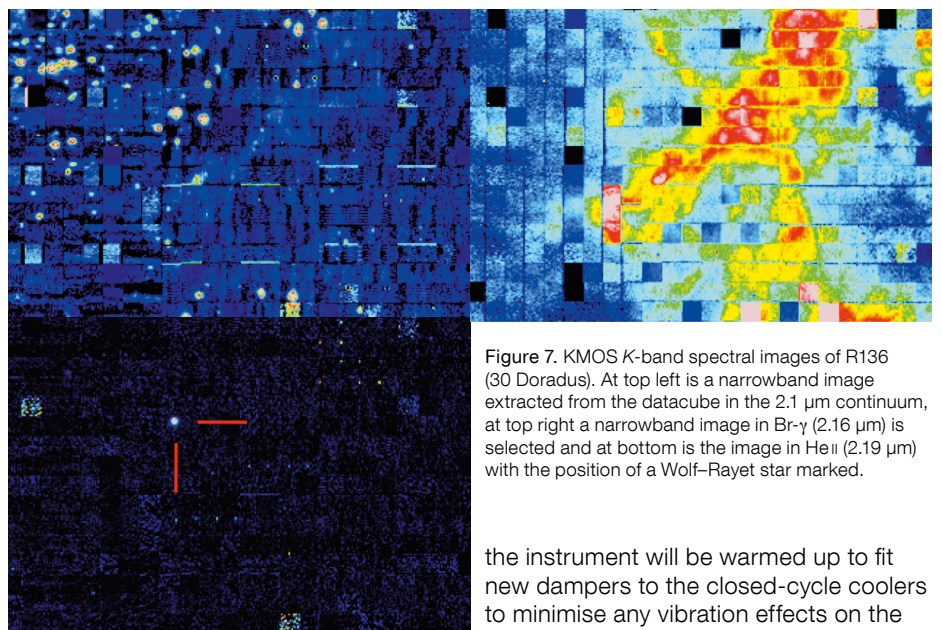 Figure 7. KMOS K-band spectral images of R136
(30 Doradus). At top left is a narrowband image
extracted from the datacube in the 2.1 μm continuum,
at top right a narrowband image in Br-γ (2.16 μm) is
selected and at bottom is the image in He II (2.19 μm)
with the position of a Wolf–Rayet star marked.
the instrument will be warmed up to fit
new dampers to the closed-cycle coolers
to minimise any vibration effects on the